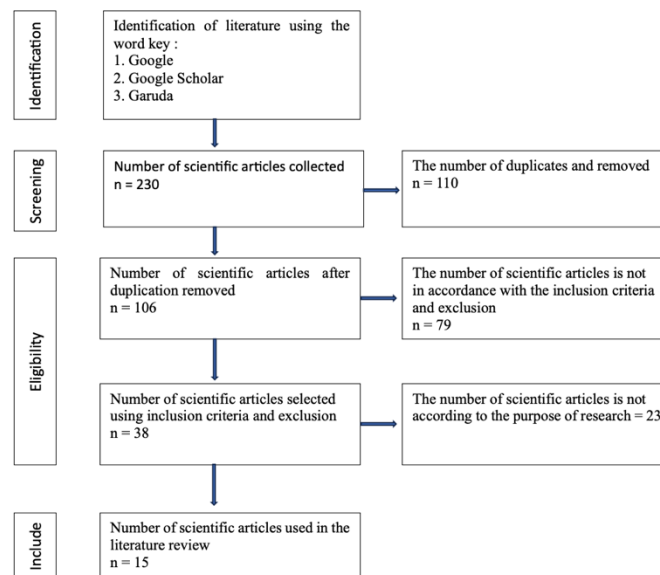 Identification
Identification of literature using the
word key :
1. Google
2. Google Scholar
3. Garuda
Screening
Number of scientific articles collected
n = 230
The number of duplicates and removed
n = 110
Eligibility
Number of scientific articles after
duplication removed
n = 106
The number of scientific articles is not
in accordance with the inclusion criteria
and exclusion
n = 79
Number of scientific articles selected
using inclusion criteria and exclusion
n = 38
The number of scientific articles is not
according to the purpose of research = 23
Include
Number of scientific articles used in the
literature review
n = 15